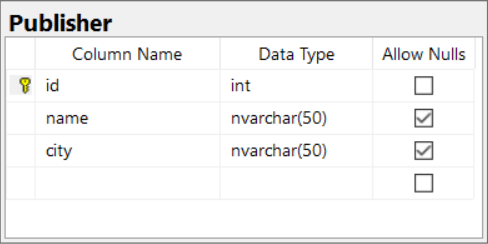 Publisher
Column Name Data Type Allow Nulls
id int
name nvarchar(50)
city nvarchar(50)